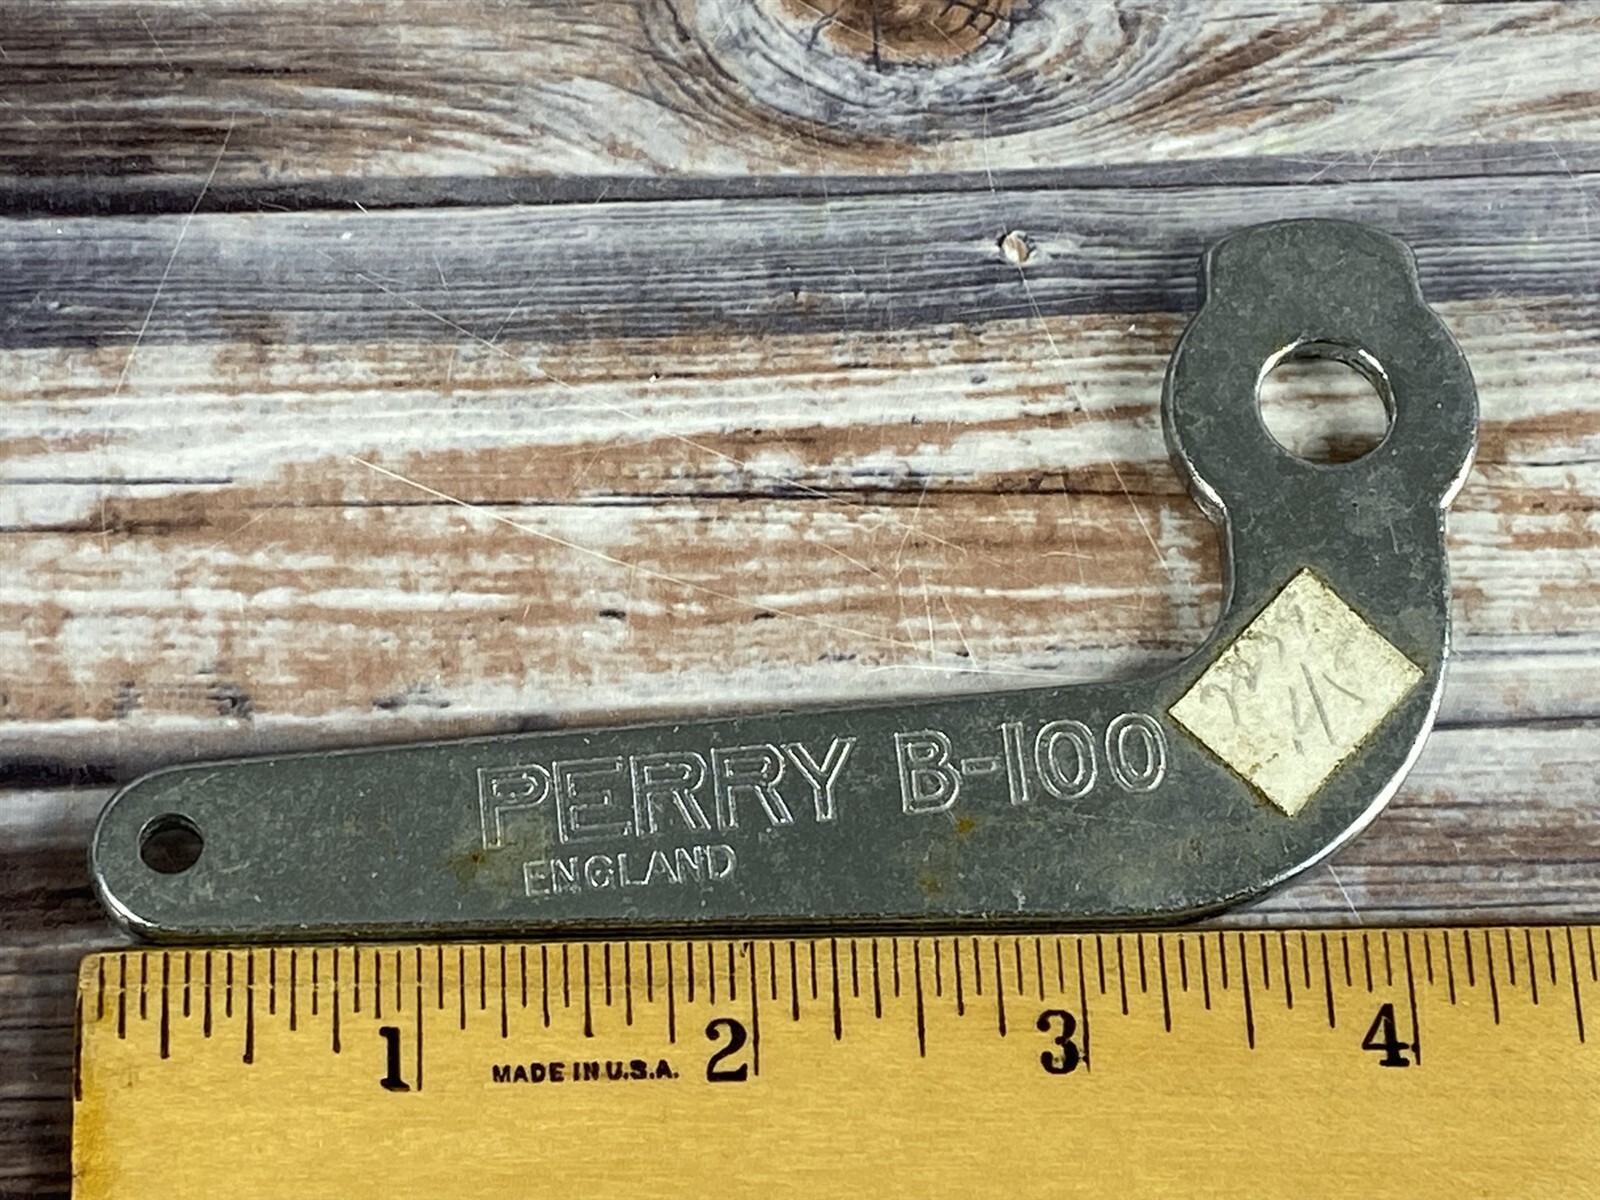 PERRY B-100
ENGLAND
1 2 3 4
MADE IN U.S.A.